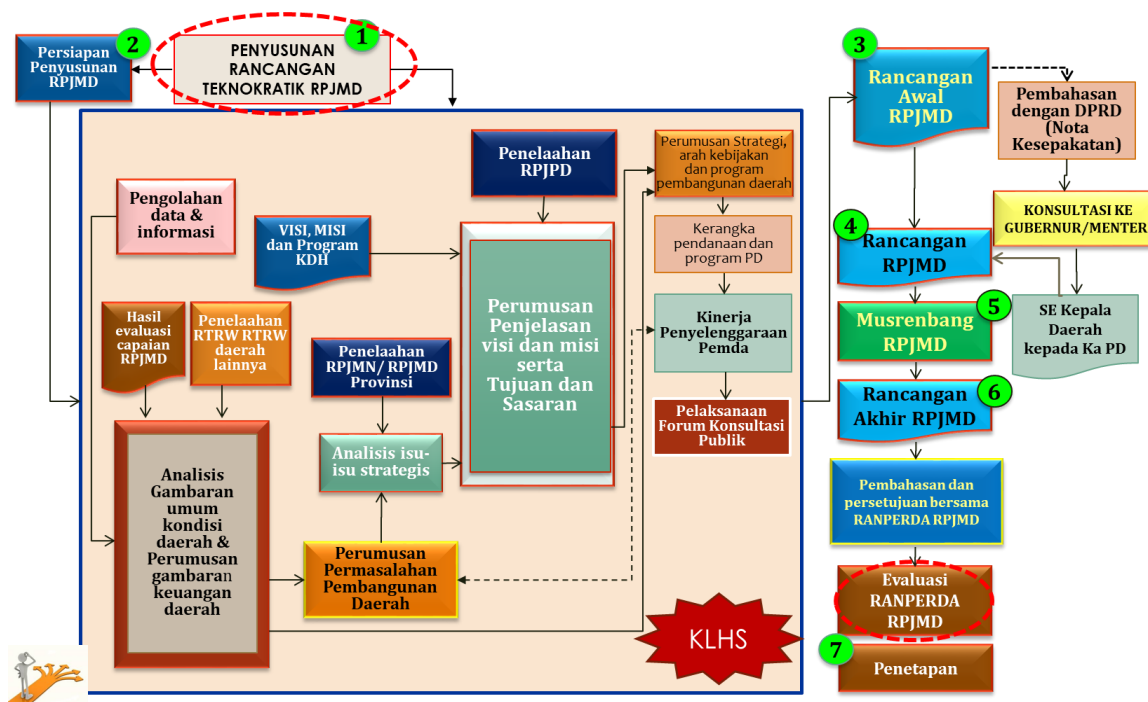 1
PENYUSUNAN
RANCANGAN
TEKNOKRATIK RPJMD
2
Persiapan
Penyusunan
RPJMD
Pengolahan
data &
informasi
VISI, MISI
dan Program
KDH
Penelaahan
RPJPD
Hasil
evaluasi
capaian
RPJMD
Penelaahan
RTRW RTRW
daerah
lainnya
Penelaahan
RPJMN/ RPJMD
Provinsi
Analisis isu-
isu strategis
Perumusan
Penjelasan
visi dan misi
serta
Tujuan dan
Sasaran
Analisis
Gambaran
umum
kondisi
daerah &
Perumusan
gambaran
keuangan
daerah
Perumusan
Permasalahan
Pembangunan
Daerah
Perumusan Strategi,
arah kebijakan
dan program
pembangunan daerah
Kerangka
pendanaan dan
program PD
Kinerja
Penyelenggaraan
Pemda
Pelaksanaan
Forum Konsultasi
Publik
KLHS
3
Rancangan
Awal
RPJMD
Pembahasan
dengan DPRD
(Nota
Kesepakatan)
KONSULTASI KE
GUBERNUR/MENTER
SE Kepala
Daerah
kepada Ka PD
4
Rancangan
RPJMD
5
Musrenbang
RPJMD
6
Rancangan
Akhir RPJMD
Pembahasan dan
persetujuan bersama
RANPERDA RPJMD
Evaluasi
RANPERDA
RPJMD
7
Penetapan